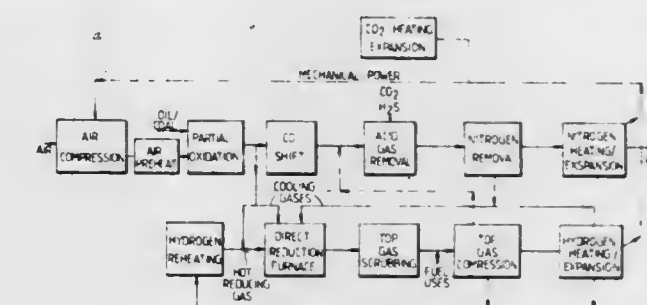 CO2 HEATING
EXPANSION
MECHANICAL POWER
CO2
H2S
OIL/
COAL
AIR
AIR
COMPRESSION
AIR
PREHEAT
PARTIAL
OXIDATION
CO
SHIFT
ACID
GAS
REMOVAL
NITROGEN
REMOVA
NITROGEN
HEATING/
EXSPANSION
COOLING
GASES
HYDROGEN
REHEATING
HOT
REDUCING
GAS
DIRECT
REDUCTION
FURNACE
TOP
GAS
SCRUBBING
FUEL
USES
TOP
GAS
COMRESSION
HYDROGEN
HEATING /
EXPANSION